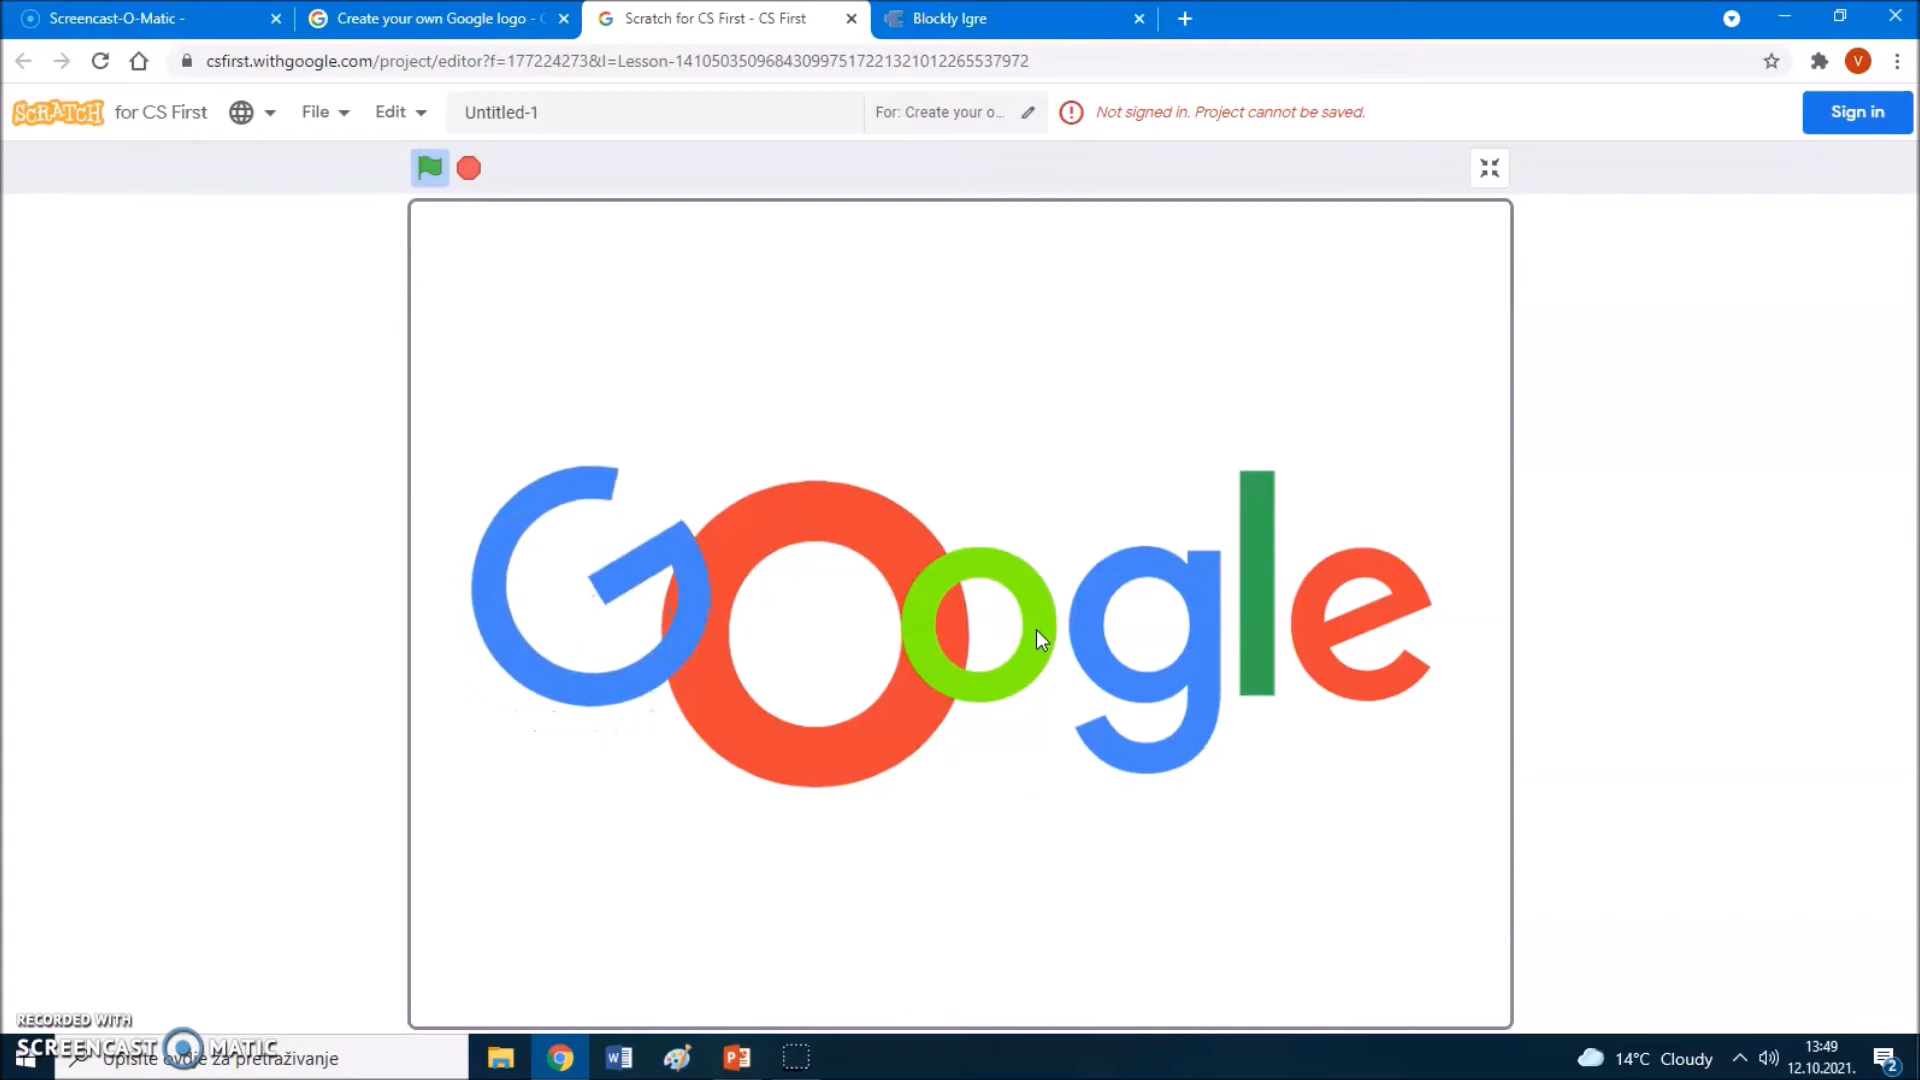 Screencast-O-Matic -
Create your own Google logo - C
Scratch for CS First - CS First
Blockly Igre
csfirst.withgoogle.com/project/editor?f=177224273&l=Lesson-14105035096843099751722132101226553797​2
V
SCRATCH for CS First
File
Edit
Untitled-1
For: Create your o...
Not signed in. Project cannot be saved.
Sign in
Google
RECORDED WITH
SCREENCAST MATIC
Upišite ovdje za pretraživanje
14°C Cloudy
13:49
12.10.2021.
2